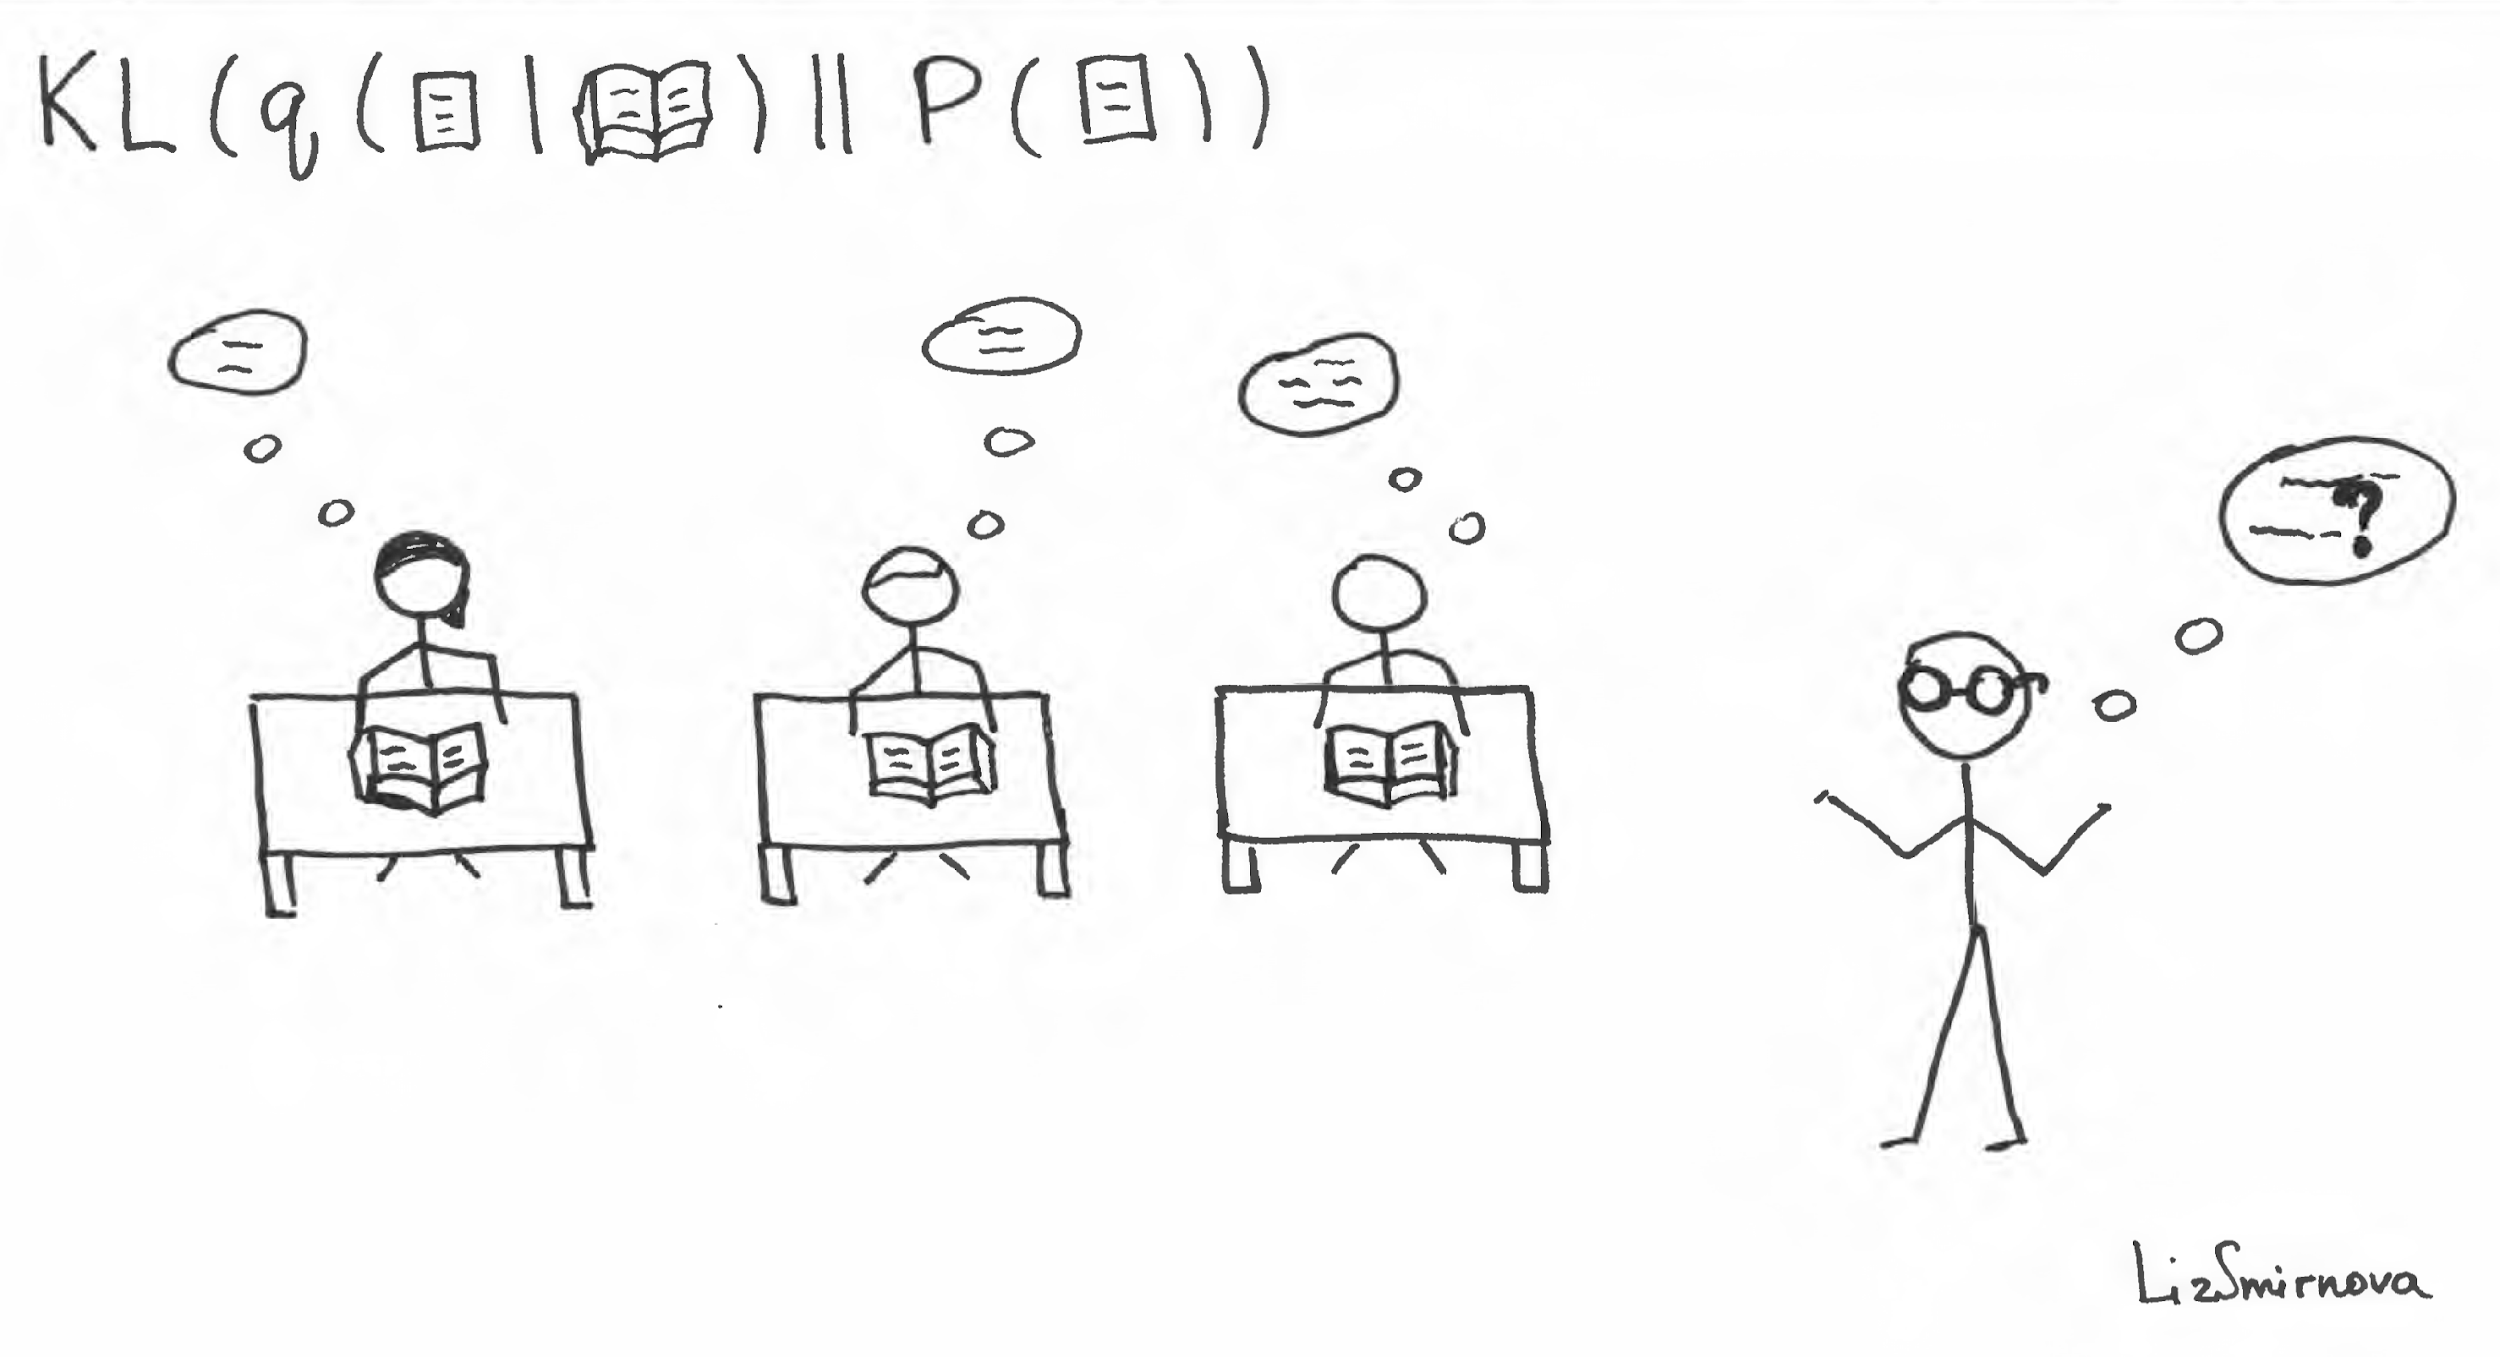 KL(q( | ) || P( ))
?
LizSmirnova